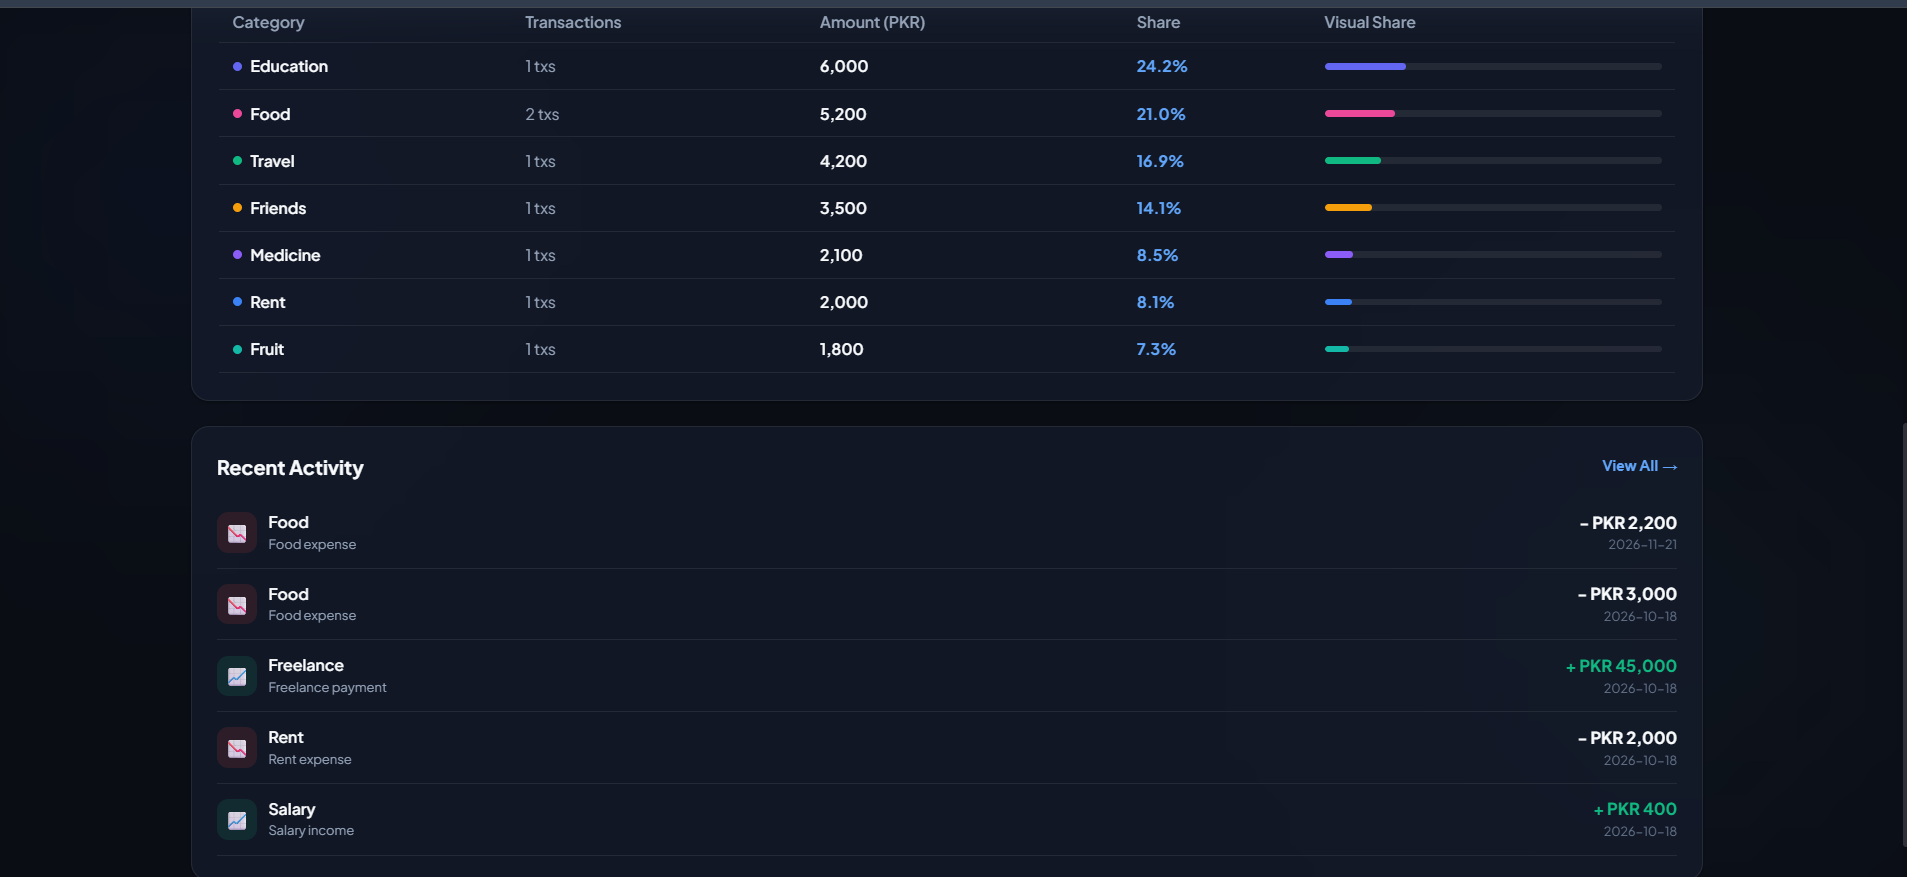 Category Transactions Amount (PKR) Share Visual Share
Education 1 txs 6,000 24.2%
Food 2 txs 5,200 21.0%
Travel 1 txs 4,200 16.9%
Friends 1 txs 3,500 14.1%
Medicine 1 txs 2,100 8.5%
Rent 1 txs 2,000 8.1%
Fruit 1 txs 1,800 7.3%
Recent Activity View All →
Food – PKR 2,200
Food expense 2026-11-21
Food – PKR 3,000
Food expense 2026-10-18
Freelance + PKR 45,000
Freelance payment 2026-10-18
Rent – PKR 2,000
Rent expense 2026-10-18
Salary + PKR 400
Salary income 2026-10-18